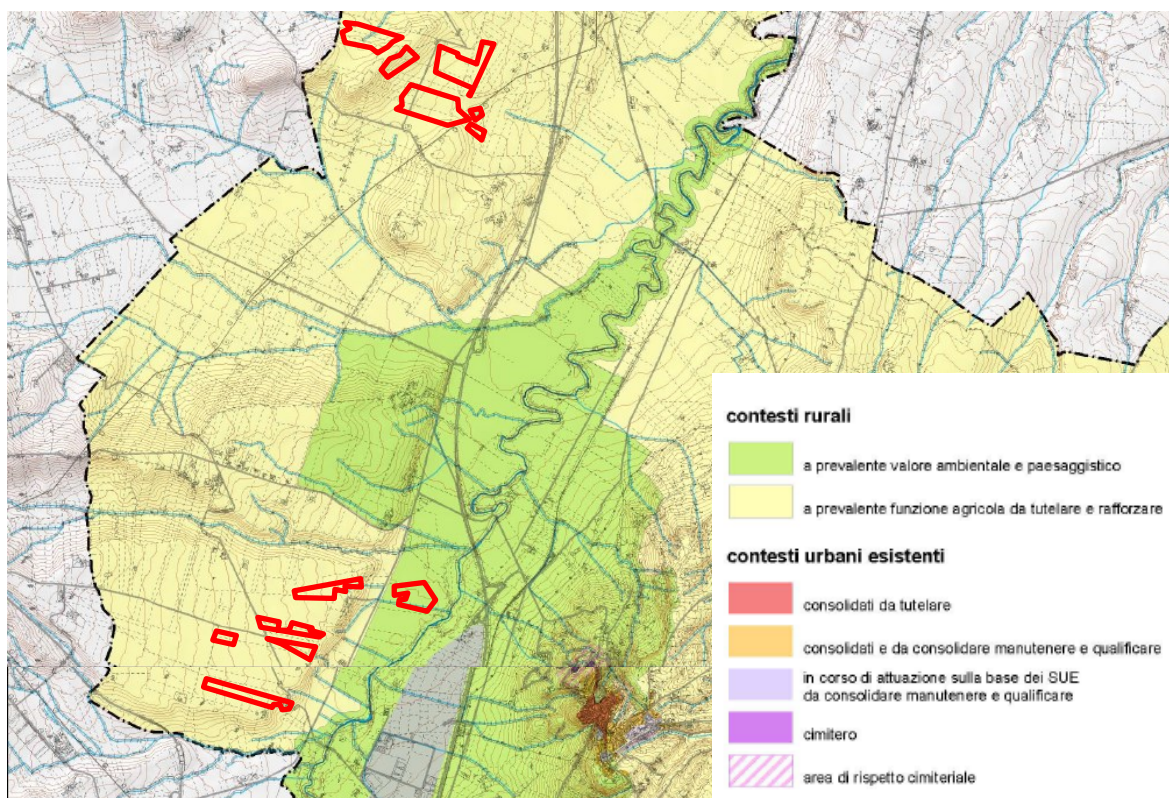 contesti rurali
a prevalente valore ambientale e paesaggistico
a prevalente funzione agricola da tutelare e rafforzare
contesti urbani esistenti
consolidati da tutelare
consolidati e da consolidare manutenere e qualificare
in corso di attuazione sulla base dei SUE
da consolidare manutenere e qualificare
cimitero
area di rispetto cimiteriale